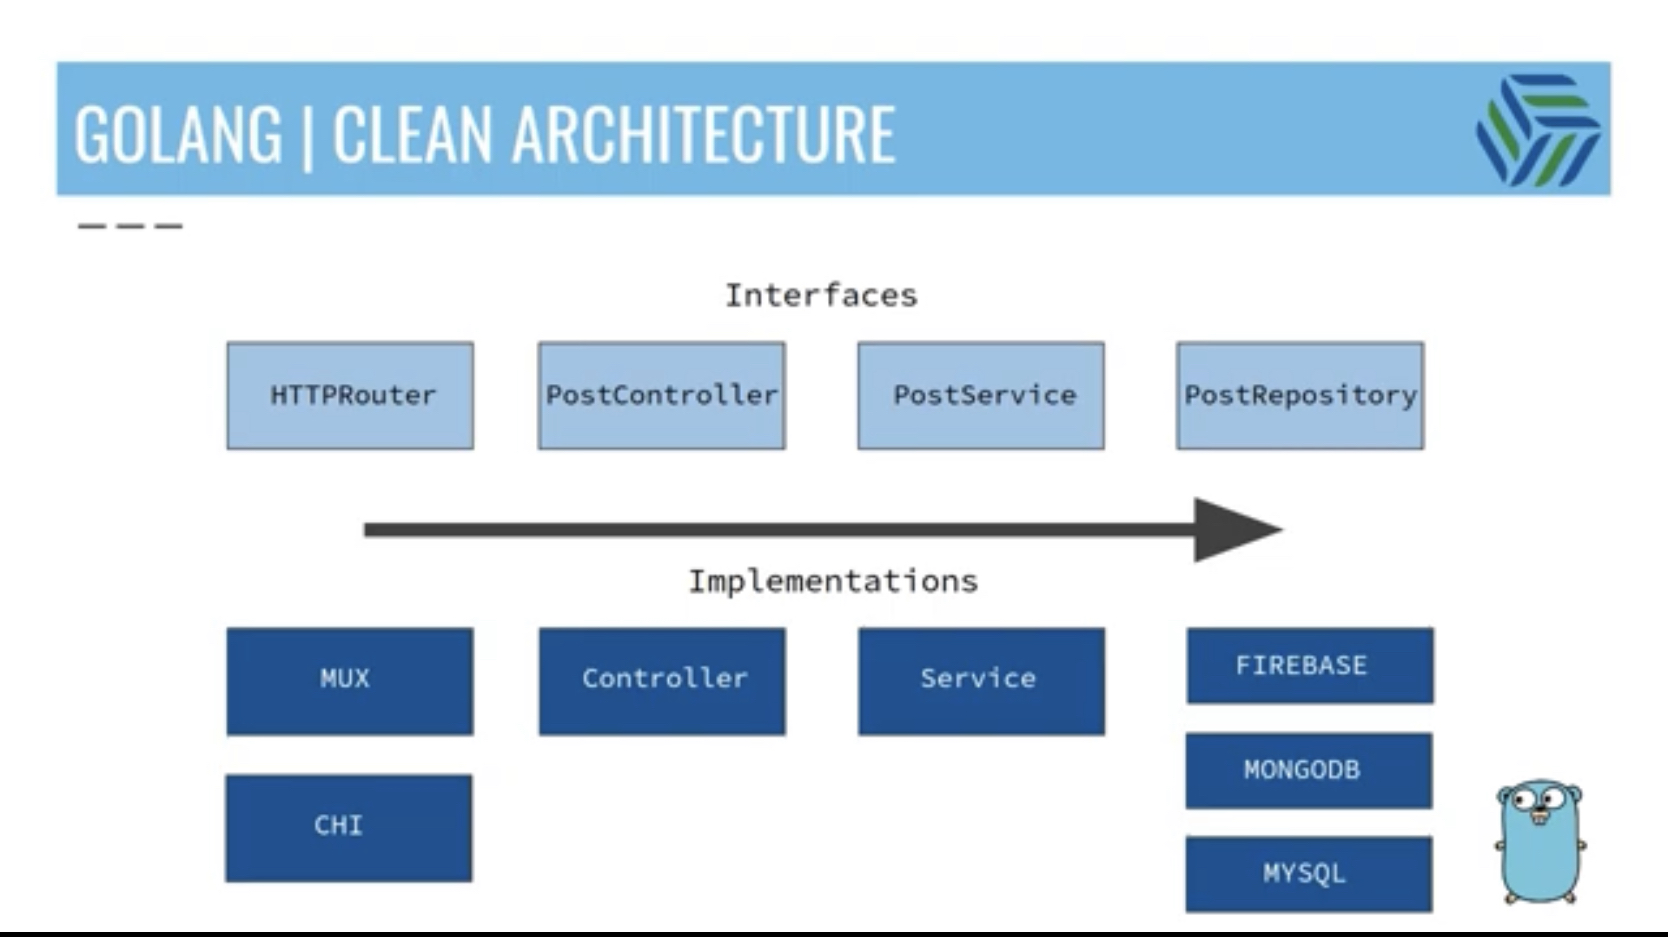 GOLANG | CLEAN ARCHITECTURE
Interfaces
HTTPRouter
PostController
PostService
PostRepository
Implementations
MUX
Controller
Service
FIREBASE
MONGODB
CHI
MYSQL